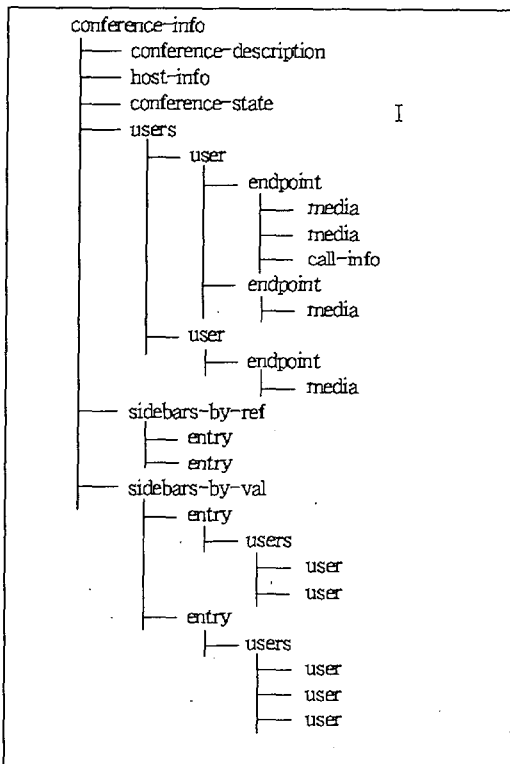 conference-info
conference-description
host-info
conference-state
users
user
endpoint
media
media
call-info
endpoint
media
user
endpoint
media
sidebars-by-ref
entry
entry
sidebars-by-val
entry
users
user
user
entry
users
user
user
user